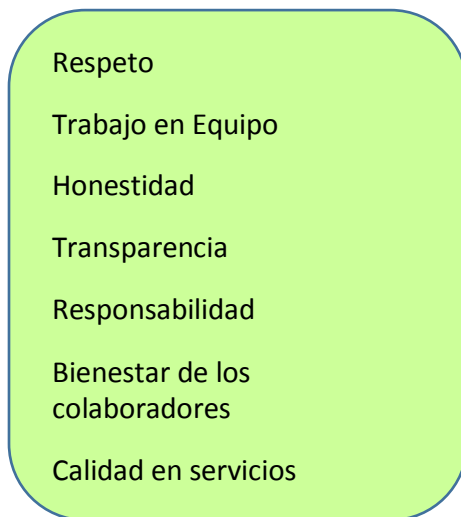 Respeto
Trabajo en Equipo
Honestidad
Transparencia
Responsabilidad
Bienestar de los
colaboradores
Calidad en servicios